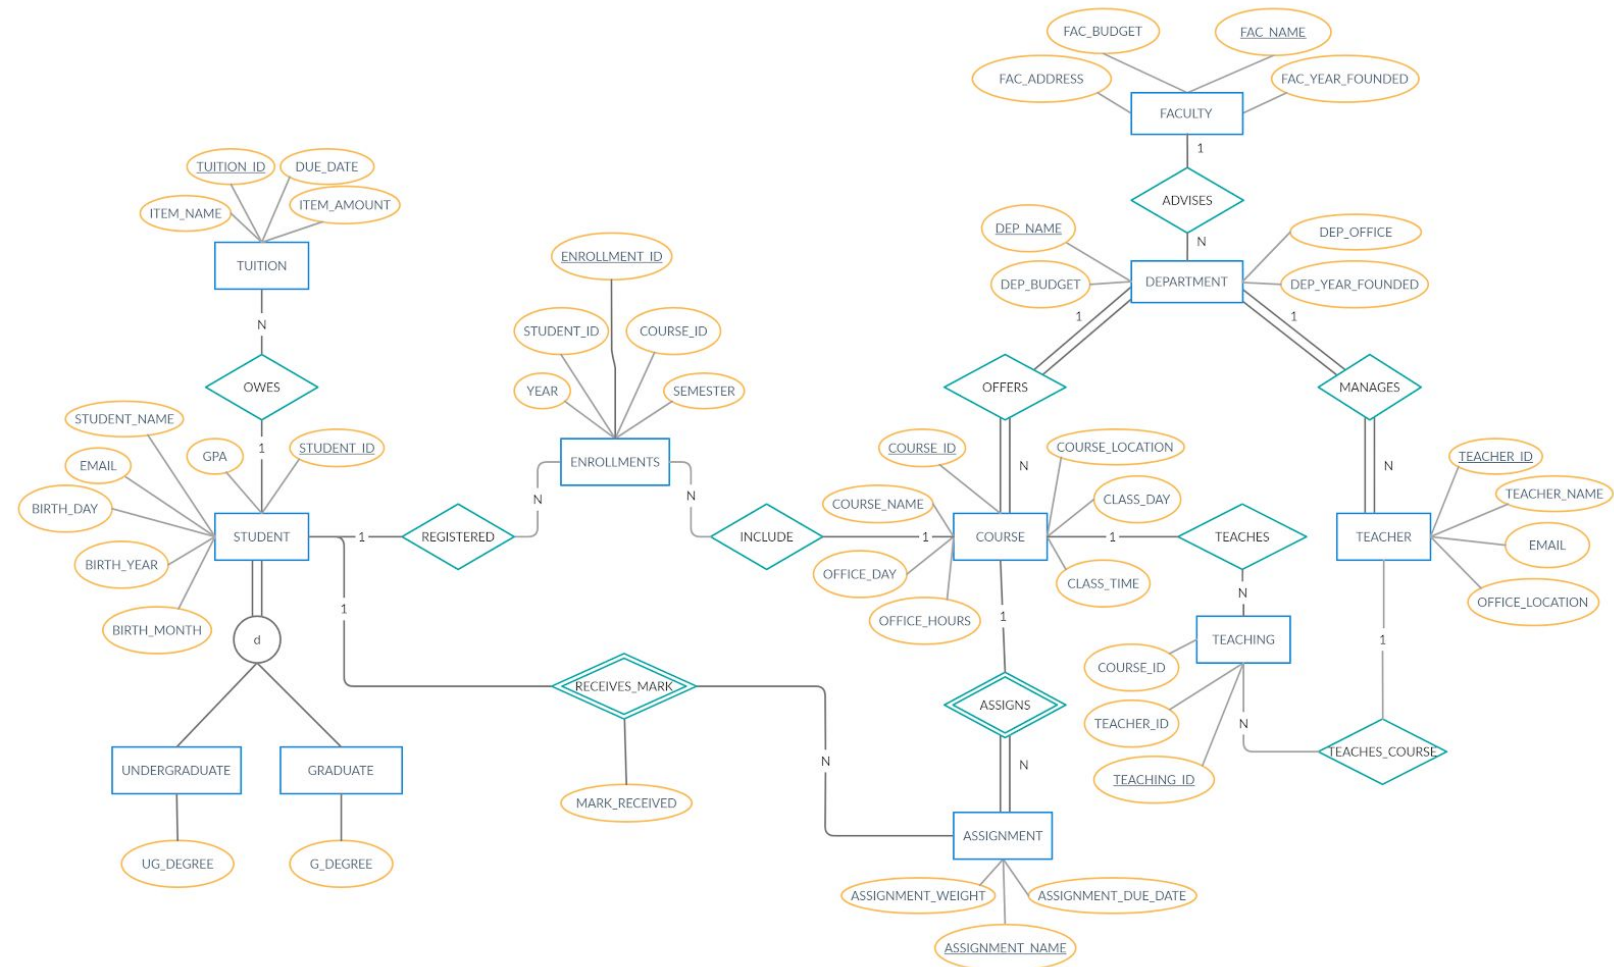 FAC_BUDGET
FAC_NAME
FAC_ADDRESS
FAC_YEAR_FOUNDED
FACULTY
1
ADVISES
N
TUITION_ID
DUE_DATE
ITEM_NAME
ITEM_AMOUNT
TUITION
N
OWES
1
DEP_NAME
DEP_OFFICE
DEP_BUDGET
DEP_YEAR_FOUNDED
DEPARTMENT
1
1
OFFERS
MANAGES
N
N
ENROLLMENT_ID
STUDENT_ID
COURSE_ID
YEAR
SEMESTER
ENROLLMENTS
N
N
STUDENT_NAME
GPA
STUDENT_ID
EMAIL
BIRTH_DAY
BIRTH_YEAR
BIRTH_MONTH
STUDENT
1
REGISTERED
INCLUDE
1
COURSE_ID
COURSE_LOCATION
COURSE_NAME
CLASS_DAY
COURSE
OFFICE_DAY
CLASS_TIME
OFFICE_HOURS
1
TEACHES
N
TEACHER_ID
TEACHER_NAME
TEACHER
EMAIL
OFFICE_LOCATION
1
TEACHING
COURSE_ID
TEACHER_ID
TEACHING_ID
N
TEACHES_COURSE
d
1
RECEIVES_MARK
MARK_RECEIVED
N
1
ASSIGNS
N
UNDERGRADUATE
GRADUATE
UG_DEGREE
G_DEGREE
ASSIGNMENT
ASSIGNMENT_WEIGHT
ASSIGNMENT_DUE_DATE
ASSIGNMENT_NAME